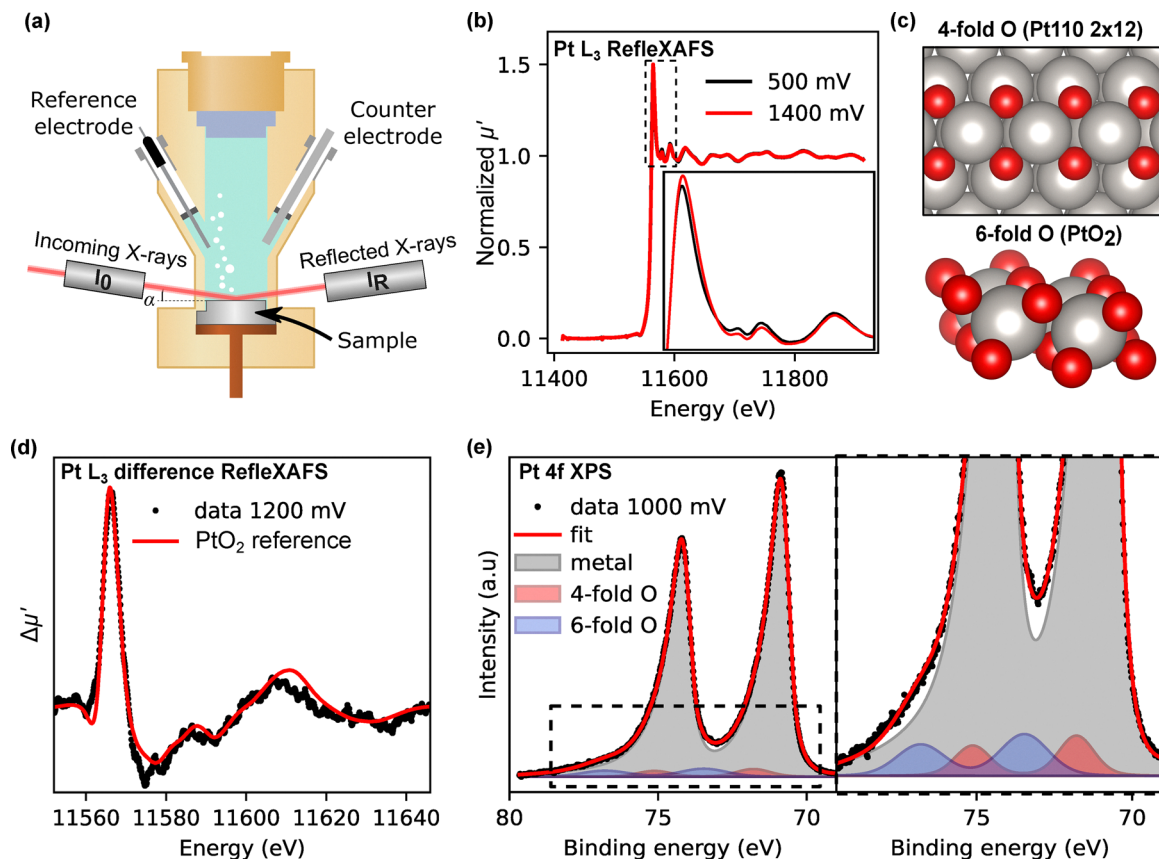 (a)
Reference
electrode
Counter
electrode
Incoming X-rays
Reflected X-rays
I0
IR
α
Sample
(b)
Pt L3 RefleXAFS
500 mV
1400 mV
Normalized μ′
1.5
1.0
0.5
0.0
11400 11600 11800
Energy (eV)
(c)
4-fold O (Pt110 2x12)
6-fold O (PtO2)
(d)
Pt L3 difference RefleXAFS
data 1200 mV
PtO2 reference
Δμ′
11560 11580 11600 11620 11640
Energy (eV)
(e)
Pt 4f XPS
data 1000 mV
fit
metal
4-fold O
6-fold O
Intensity (a.u)
80 75 70
Binding energy (eV)
75 70
Binding energy (eV)